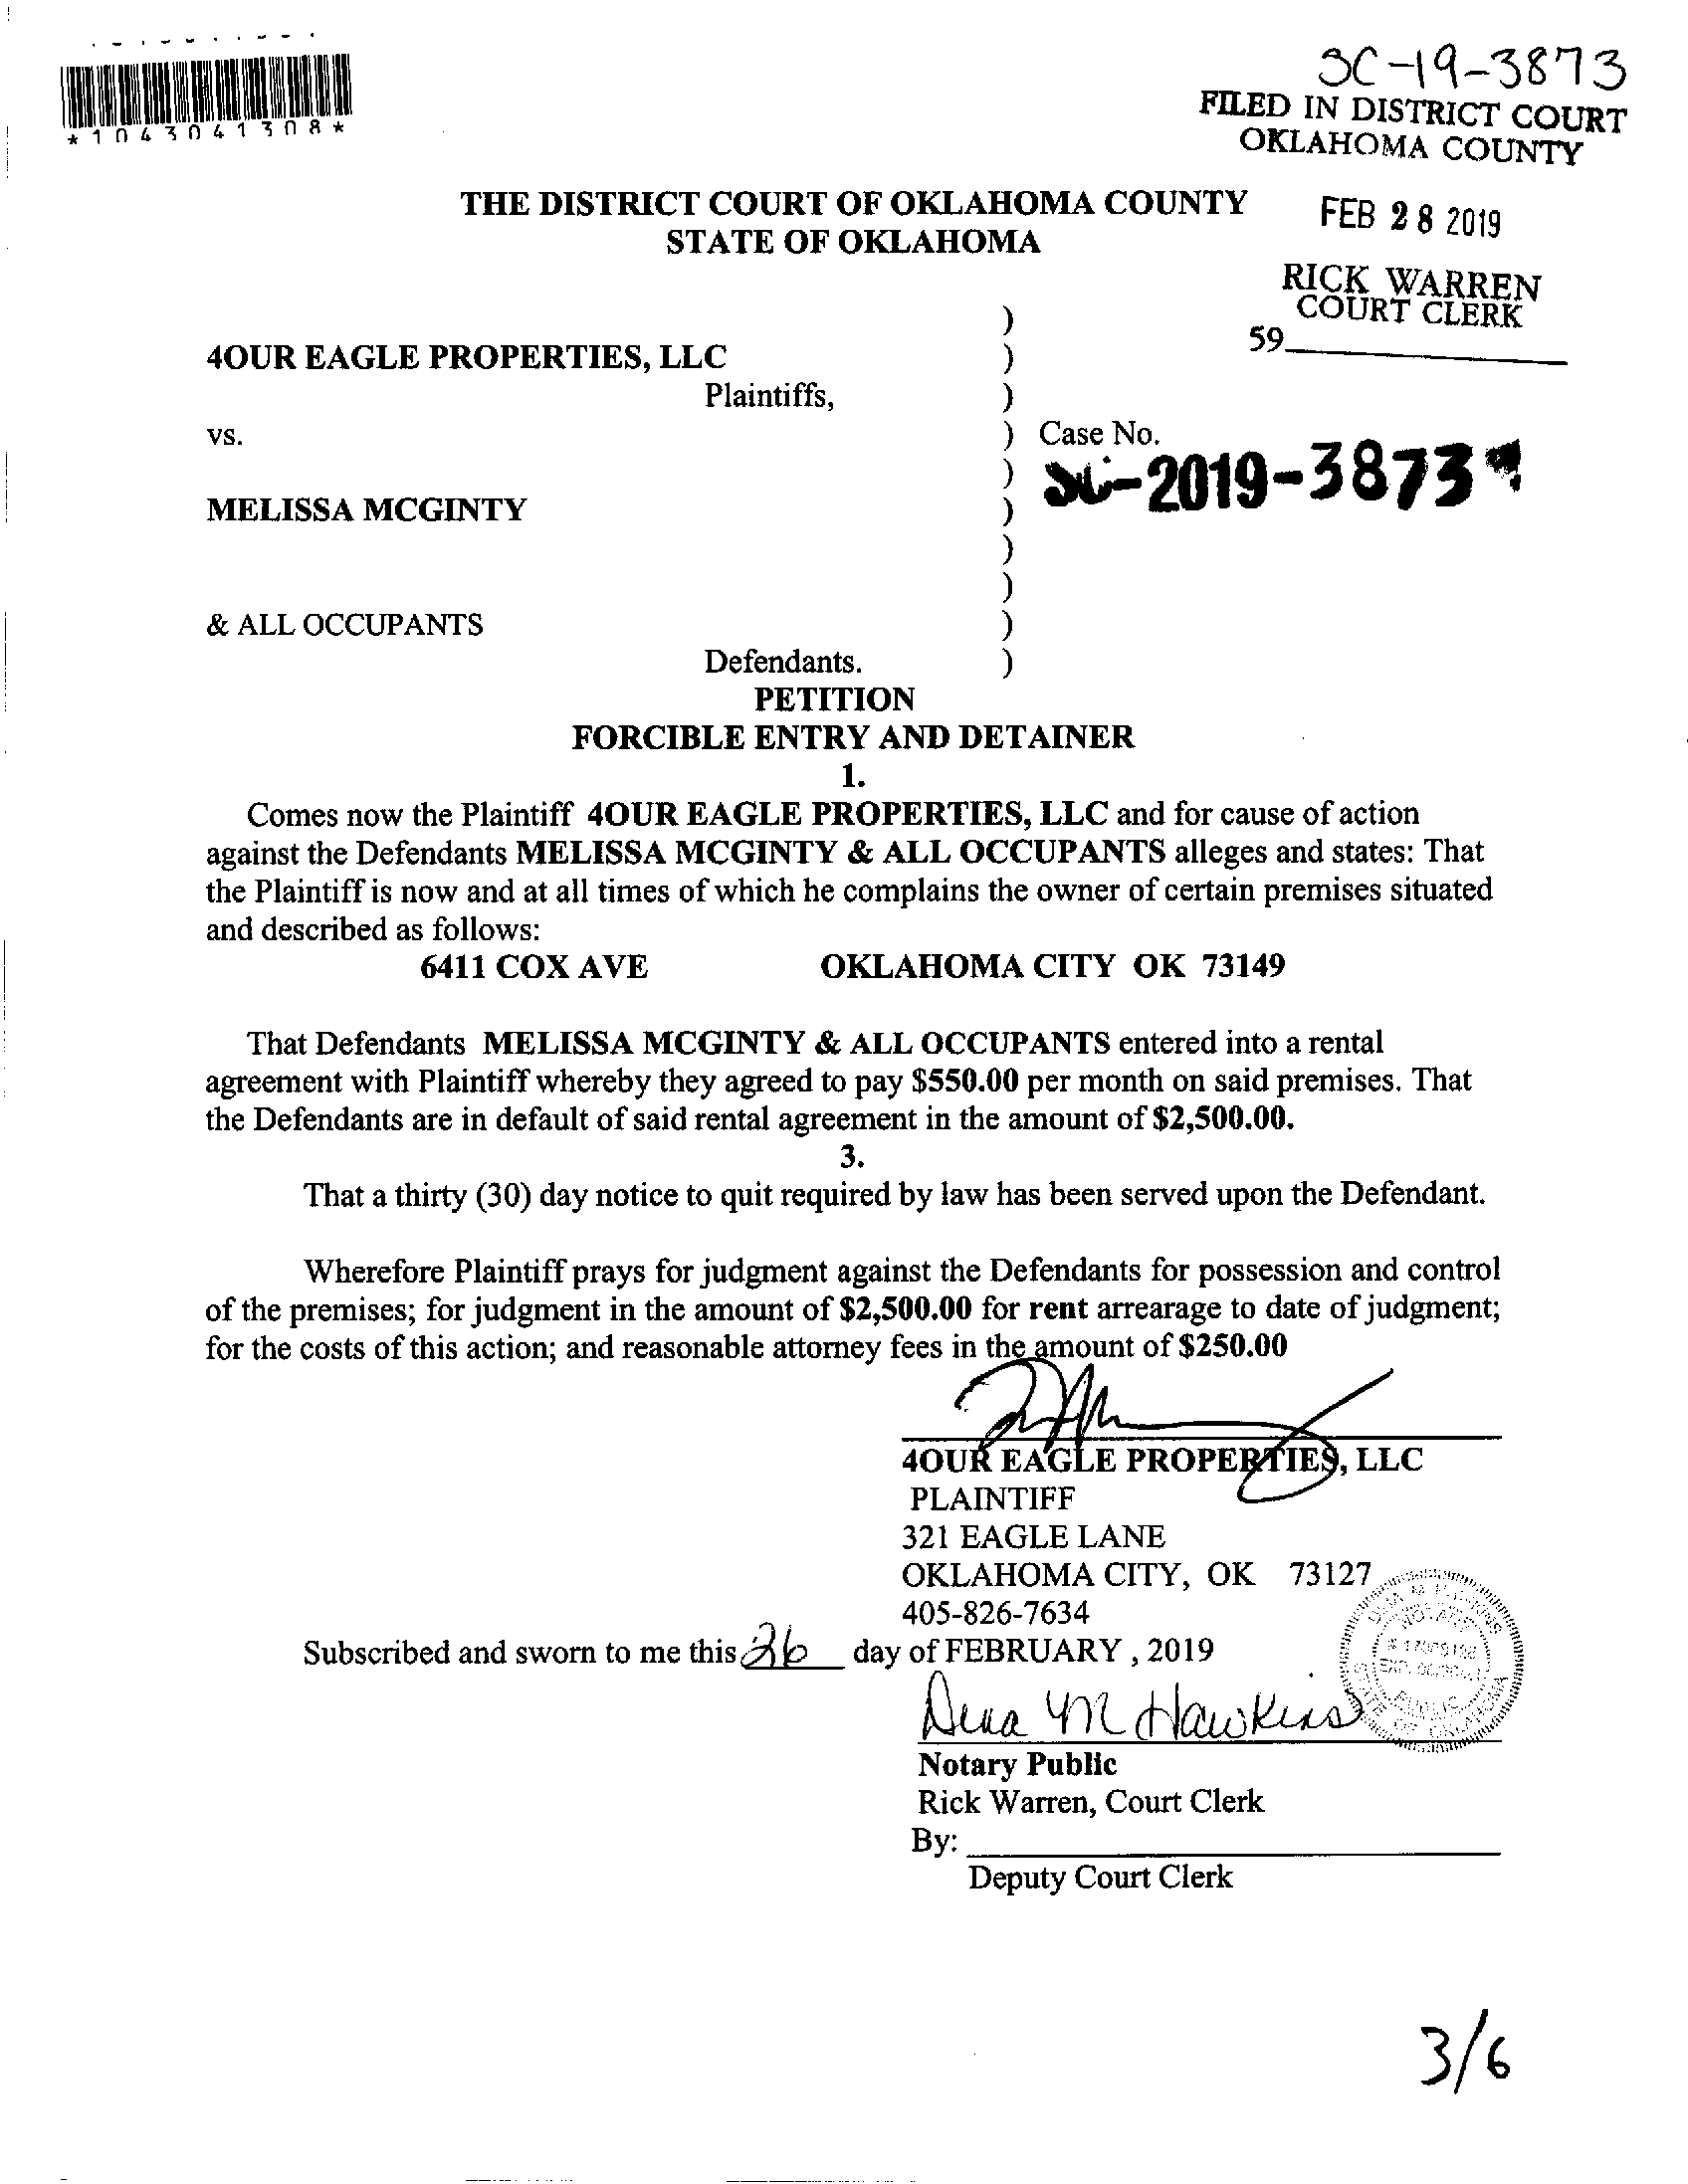 SC-19-3873
FILED IN DISTRICT COURT
OKLAHOMA COUNTY
*1043041308*
THE DISTRICT COURT OF OKLAHOMA COUNTY
STATE OF OKLAHOMA
FEB 28 2019
RICK WARREN
COURT CLERK
59
)
4OUR EAGLE PROPERTIES, LLC )
Plaintiffs, )
vs. ) Case No.
) SC-2019-3873
MELISSA MCGINTY )
)
)
& ALL OCCUPANTS )
Defendants. )
PETITION
FORCIBLE ENTRY AND DETAINER
1.
Comes now the Plaintiff 4OUR EAGLE PROPERTIES, LLC and for cause of action
against the Defendants MELISSA MCGINTY & ALL OCCUPANTS alleges and states: That
the Plaintiff is now and at all times of which he complains the owner of certain premises situated
and described as follows:
6411 COX AVE OKLAHOMA CITY OK 73149
That Defendants MELISSA MCGINTY & ALL OCCUPANTS entered into a rental
agreement with Plaintiff whereby they agreed to pay $550.00 per month on said premises. That
the Defendants are in default of said rental agreement in the amount of $2,500.00.
3.
That a thirty (30) day notice to quit required by law has been served upon the Defendant.
Wherefore Plaintiff prays for judgment against the Defendants for possession and control
of the premises; for judgment in the amount of $2,500.00 for rent arrearage to date of judgment;
for the costs of this action; and reasonable attorney fees in the amount of $250.00
4OUR EAGLE PROPERTIES, LLC
PLAINTIFF
321 EAGLE LANE
OKLAHOMA CITY, OK 73127
405-826-7634
Subscribed and sworn to me this 26 day of FEBRUARY , 2019
Dena M Hawkins
Notary Public
Rick Warren, Court Clerk
By:
Deputy Court Clerk
3/6